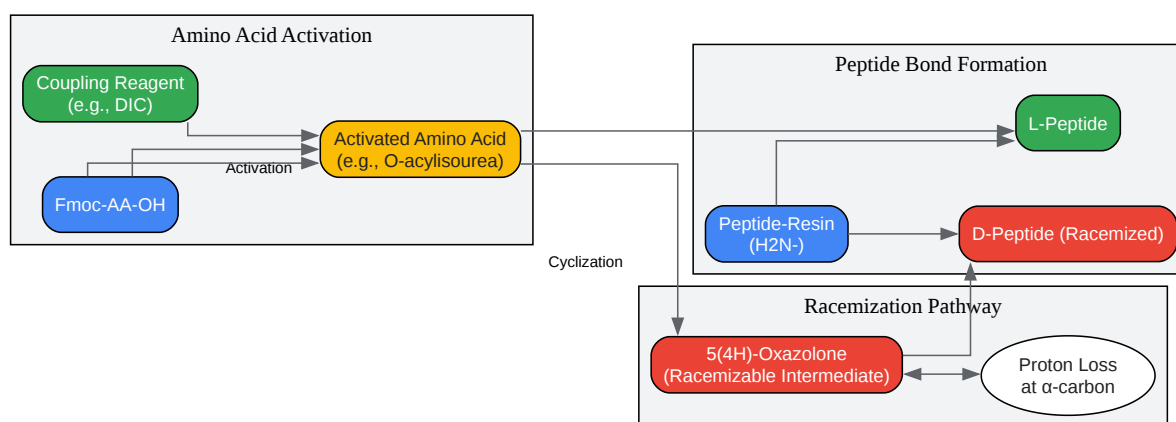 Amino Acid Activation
Coupling Reagent
(e.g., DIC)
Activated Amino Acid
(e.g., O-acylisourea)
Activation
Fmoc-AA-OH
Peptide Bond Formation
L-Peptide
Peptide-Resin
(H2N-)
D-Peptide (Racemized)
Cyclization
Racemization Pathway
5(4H)-Oxazolone
(Racemizable Intermediate)
Proton Loss
at α-carbon